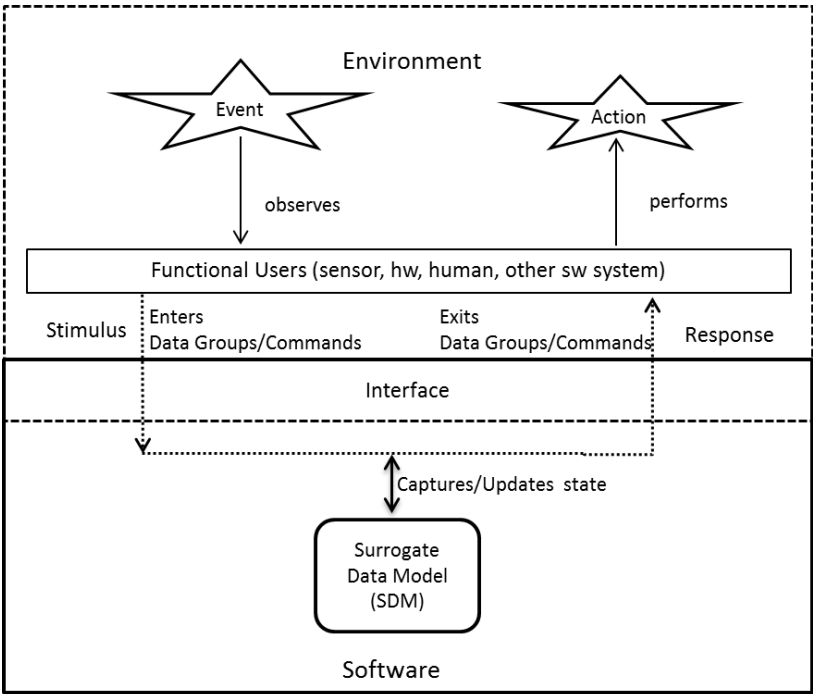 Environment
Event
Action
observes
performs
Functional Users (sensor, hw, human, other sw system)
Stimulus
Enters
Data Groups/Commands
Exits
Data Groups/Commands
Response
Interface
Captures/Updates state
Surrogate
Data Model
(SDM)
Software